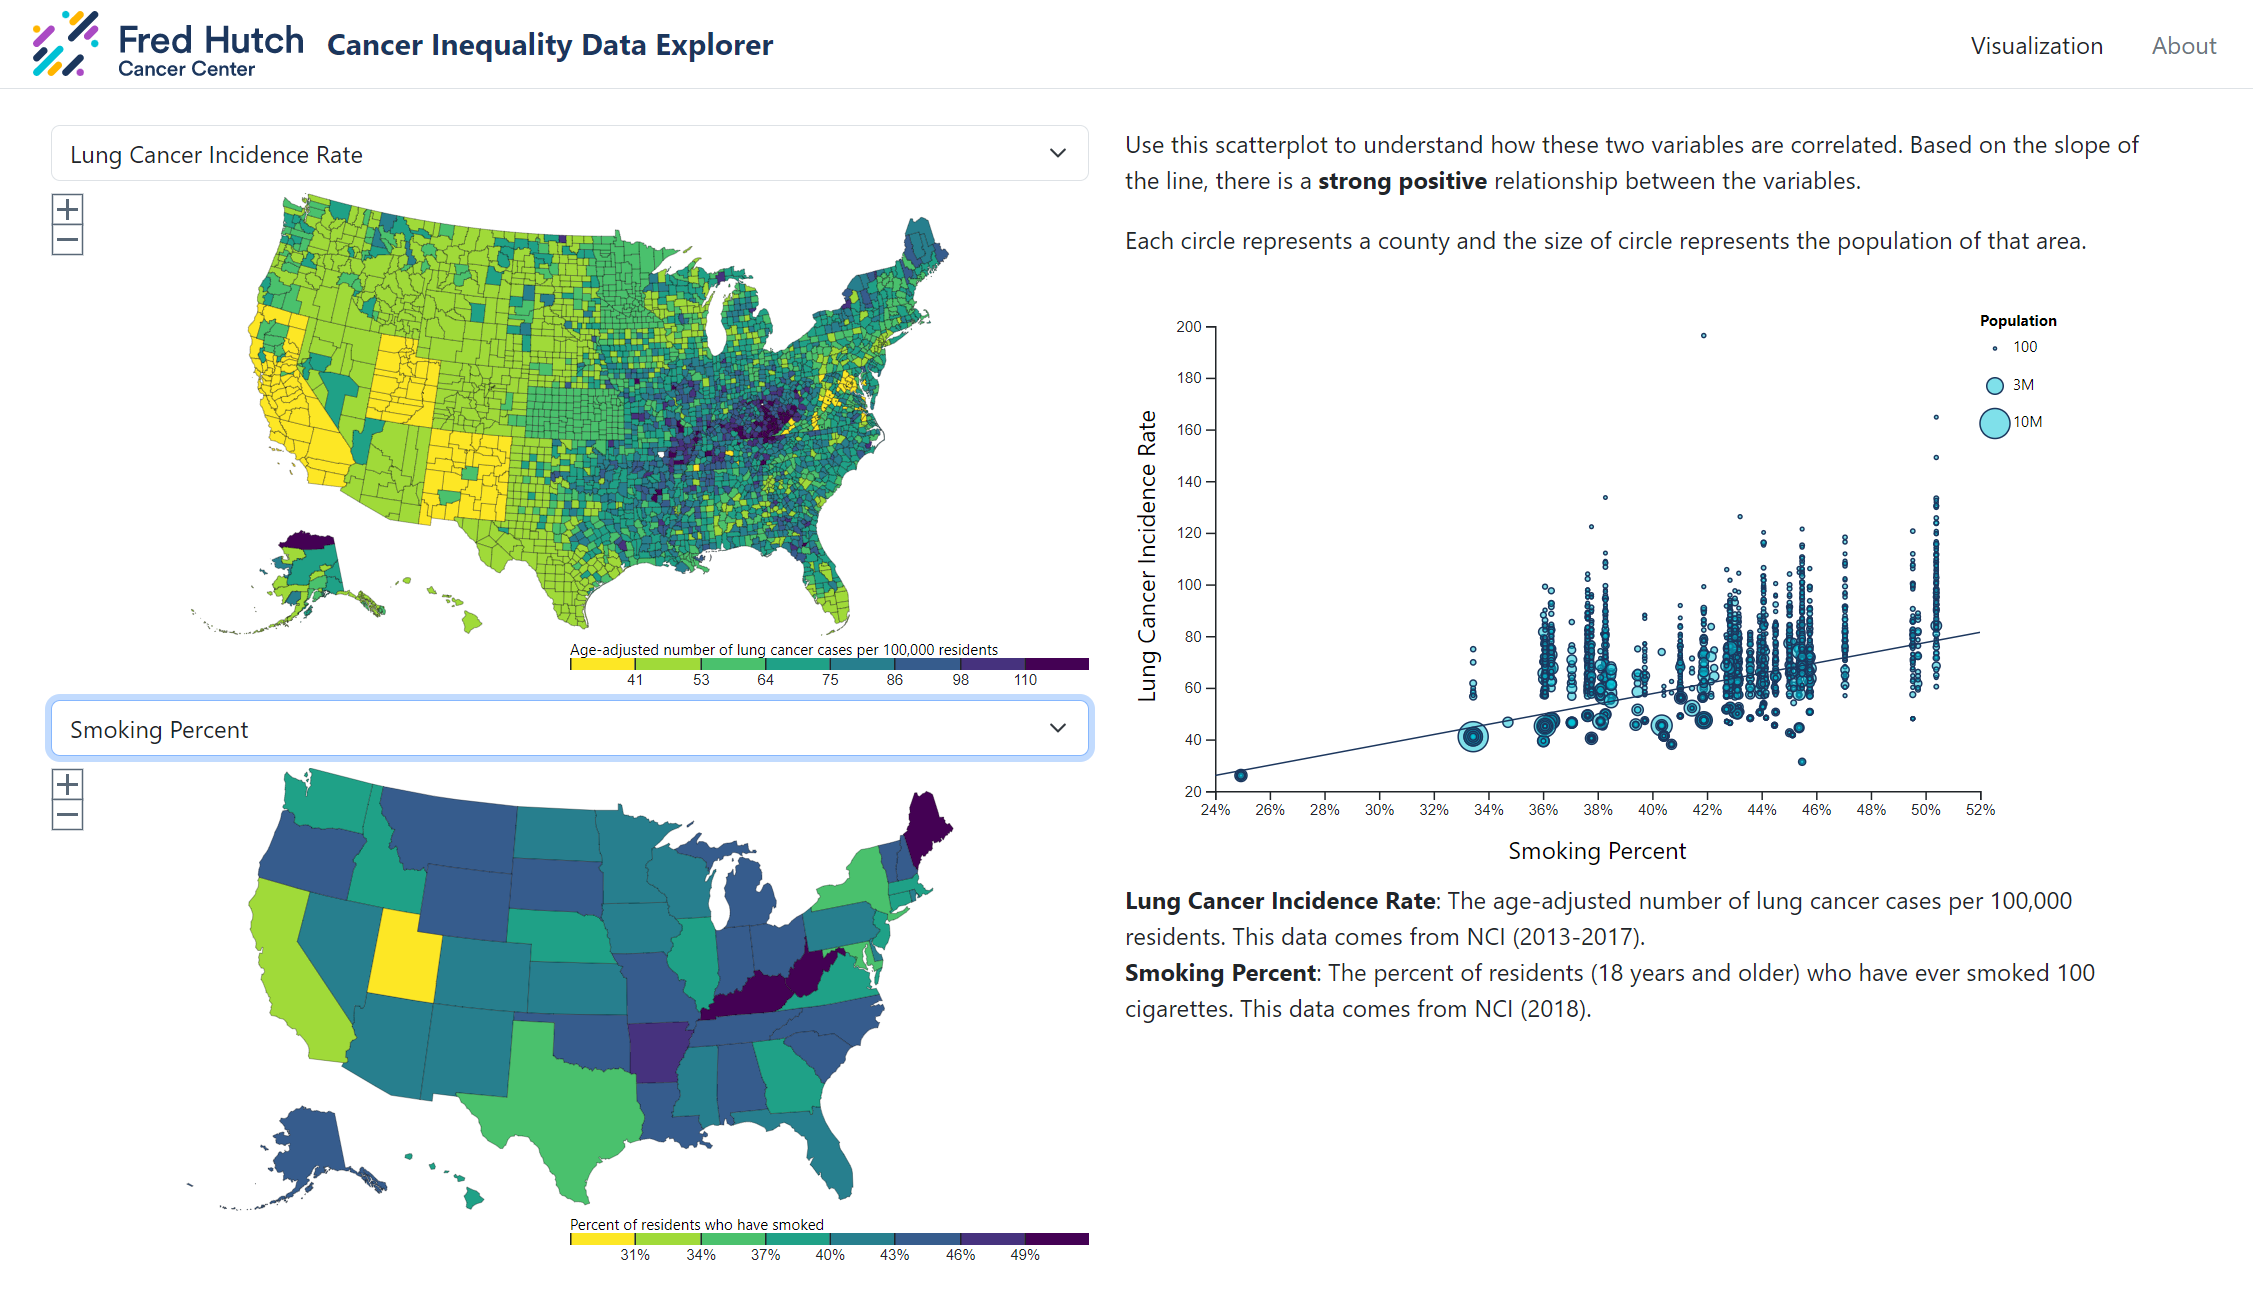 Fred Hutch
Cancer Center
Cancer Inequality Data Explorer
Visualization
About
Lung Cancer Incidence Rate
+
−
Age-adjusted number of lung cancer cases per 100,000 residents
41 53 64 75 86 98 110
Smoking Percent
+
−
Percent of residents who have smoked
31% 34% 37% 40% 43% 46% 49%
Use this scatterplot to understand how these two variables are correlated. Based on the slope of
the line, there is a strong positive relationship between the variables.
Each circle represents a county and the size of circle represents the population of that area.
Population
100
3M
10M
Lung Cancer Incidence Rate
200
180
160
140
120
100
80
60
40
20
24% 26% 28% 30% 32% 34% 36% 38% 40% 42% 44% 46% 48% 50% 52%
Smoking Percent
Lung Cancer Incidence Rate: The age-adjusted number of lung cancer cases per 100,000
residents. This data comes from NCI (2013-2017).
Smoking Percent: The percent of residents (18 years and older) who have ever smoked 100
cigarettes. This data comes from NCI (2018).